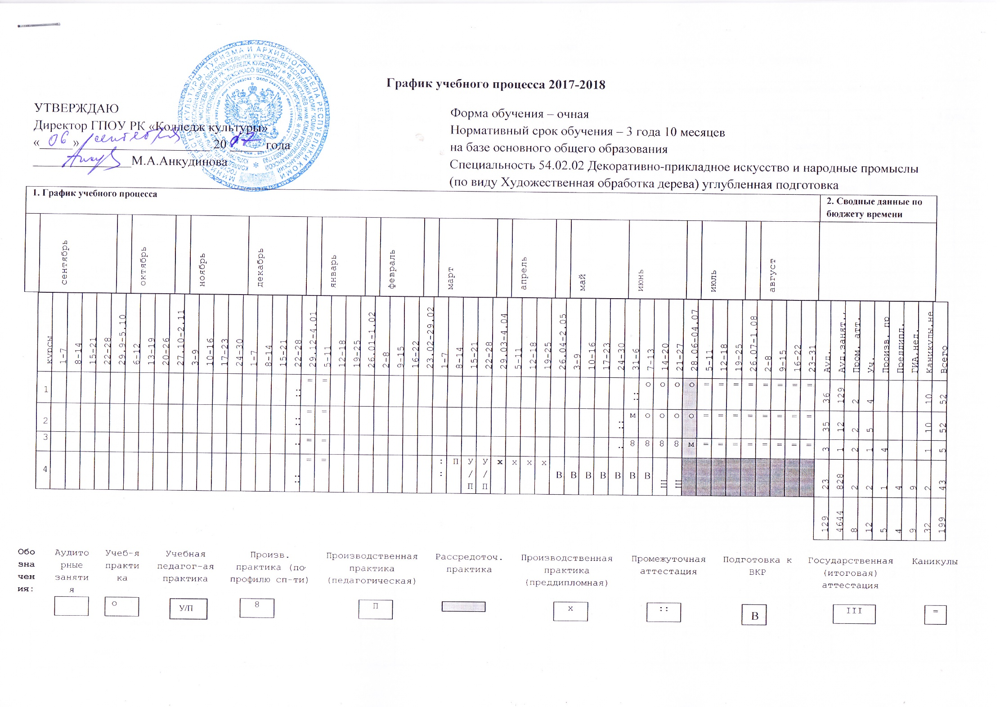 График учебного процесса 2017-2018
УТВЕРЖДАЮ
Директор ГПОУ РК «Колледж культуры»
« 06 » сентября 2017 года
М.А.Анкудинова
Форма обучения – очная
Нормативный срок обучения – 3 года 10 месяцев
на базе основного общего образования
Специальность 54.02.02 Декоративно-прикладное искусство и народные промыслы
(по виду Художественная обработка дерева) углубленная подготовка
1. График учебного процесса
2. Сводные данные по
бюджету времени
сентябрь октябрь ноябрь декабрь январь февраль март апрель май июнь июль август
курсы 1-7 8-14 15-21 22-28 29.9-5.10 6-12 13-19 20-26 27.10-2.11 3-9 10-16 17-23 24-30 1-7 8-14 15-21 22-28 29.12-4.01 5-11 12-18 19-25 26.01-1.02 2-8 9-15 16-22 23.02-29.02 1-7 8-14 15-21 22-28 29.03-4.04 5-11 12-18 19-25 26.04-2.05 3-9 10-16 17-23 24-30 31-6 7-13 14-20 21-27 28.06-04.07 5-11 12-18 19-25 26.07-1.08 2-8 9-15 16-22 23-31 Ауд. Ауд.занят., Пром. атт. Уч. Произв. пр Преддипл. ГИА,нед. Каникулы,не Всего
1 :: = = :: о о о о = = = = = = = = 36 129 2 4 10 52
2 :: = = :: м о о о о = = = = = = = = 35 12 2 5 10 52
3 : = = : 8 8 8 8 м = = = = = = = = 3 1 2 1 4 1 5
4 :: = = :: П У/П У/П х х х х В В В В В В В III III 23 828 2 2 1 4 9 2 43
129 4644 8 12 5 4 9 32 199
Обо
зна
чен
ия:
Аудито
рные
заняти
я
Учеб-я
практи
ка
Учебная
педагог-ая
практика
Произв.
практика (по
профилю сп-ти)
Производственная
практика
(педагогическая)
Рассредоточ.
практика
Производственная
практика
(преддипломная)
Промежуточная
аттестация
Подготовка к
ВКР
Государственная
(итоговая)
аттестация
Каникулы
о У/П 8 П х :: В III =